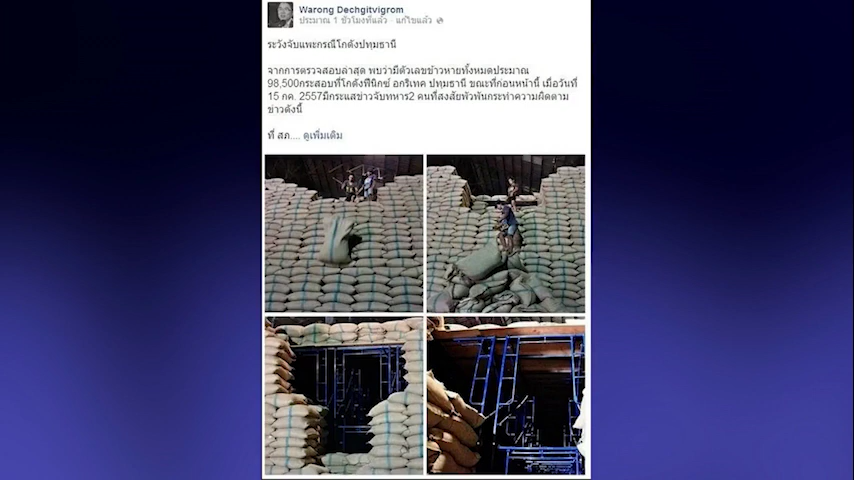 Warong Dechgitvigrom
ประมาณ 1 ชั่วโมงที่แล้ว · แก้ไขแล้ว ·
ระวังจับแพะกรณีโกดังปทุมธานี
จากการตรวจสอบล่าสุด พบว่ามีตัวเลขข้าวหายทั้งหมดประมาณ
98,500กระสอบที่โกดังฟีนิกซ์ อกริเทค ปทุมธานี ขณะที่ก่อนหน้านี้ เมื่อวันที่
15 กค. 2557มีกระแสข่าวจับทหาร2 คนที่สงสัยพัวพันกระทำความผิดตาม
ข่าวดังนี้
ที่ สภ.... ดูเพิ่มเติม